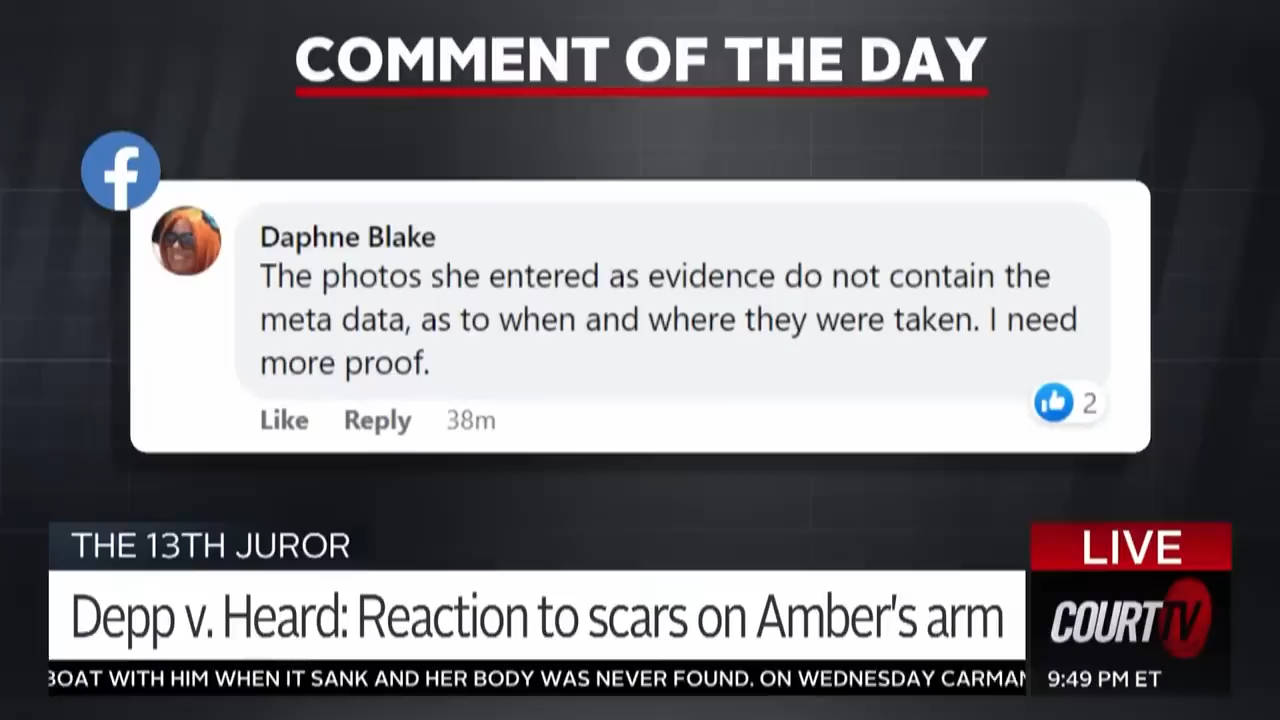 COMMENT OF THE DAY
f
Daphne Blake
The photos she entered as evidence do not contain the
meta data, as to when and where they were taken. I need
more proof.
Like Reply 38m
2
THE 13TH JUROR
LIVE
Depp v. Heard: Reaction to scars on Amber's arm
COURT TV
BOAT WITH HIM WHEN IT SANK AND HER BODY WAS NEVER FOUND. ON WEDNESDAY CARMAN
9:49 PM ET